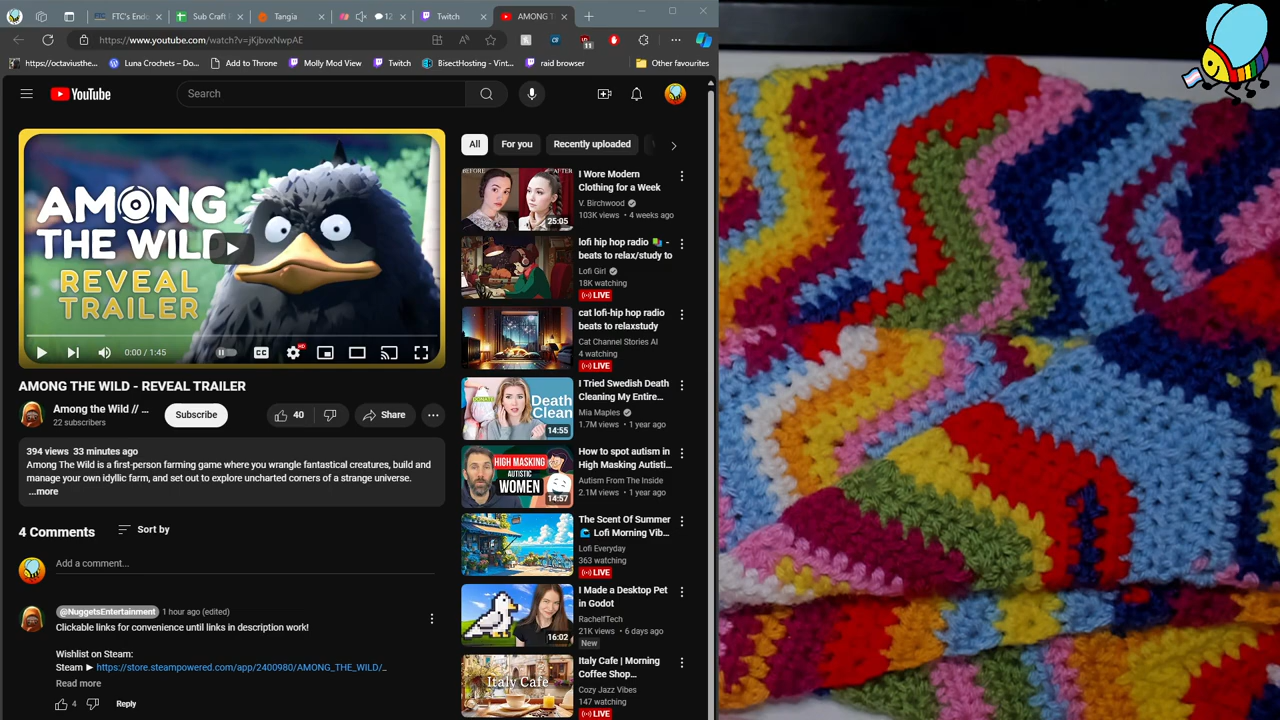 FTC's Endo
Sub Craft
Tangia
12
Twitch
AMONG T
https://www.youtube.com/watch?v=jKjbvxNwpAE
11
https://octaviusthe...
Luna Crochets – Do...
Add to Throne
Molly Mod View
BisectHosting - Vint...
raid browser
Other favourites
YouTube
Search
AMONG
THE WILD
REVEAL
TRAILER
0:00 / 1:45
CC
HD
AMONG THE WILD - REVEAL TRAILER
Among the Wild // ...
22 subscribers
Subscribe
40
Share
394 views 33 minutes ago
Among The Wild is a first-person farming game where you wrangle fantastical creatures, build and
manage your own idyllic farm, and set out to explore uncharted corners of a strange universe.
...more
4 Comments
Sort by
Add a comment...
@NuggetsEntertainment 1 hour ago (edited)
Clickable links for convenience until links in description work!
Wishlist on Steam:
Steam ► https://store.steampowered.com/app/2400980/AMONG_THE_WILD/_
Read more
4
Reply
All
For you
Recently uploaded
BEFORE
AFTER
25:05
I Wore Modern
Clothing for a Week
V. Birchwood
103K views • 4 weeks ago
lofi hip hop radio 📚 -
beats to relax/study to
Lofi Girl
18K watching
LIVE
cat lofi-hip hop radio
beats to relaxstudy
Cat Channel Stories AI
4 watching
LIVE
DONATE
Death
Clean
14:55
I Tried Swedish Death
Cleaning My Entire...
Mia Maples
1.7M views • 1 year ago
HIGH MASKING
AUTISTIC
WOMEN
14:57
How to spot autism in
High Masking Autisti...
Autism From The Inside
2.1M views • 1 year ago
The Scent Of Summer
🌊 Lofi Morning Vib...
Lofi Everyday
363 watching
LIVE
16:02
I Made a Desktop Pet
in Godot
RachelfTech
21K views • 6 days ago
New
Italy Cafe
Italy Cafe | Morning
Coffee Shop...
Cozy Jazz Vibes
147 watching
LIVE